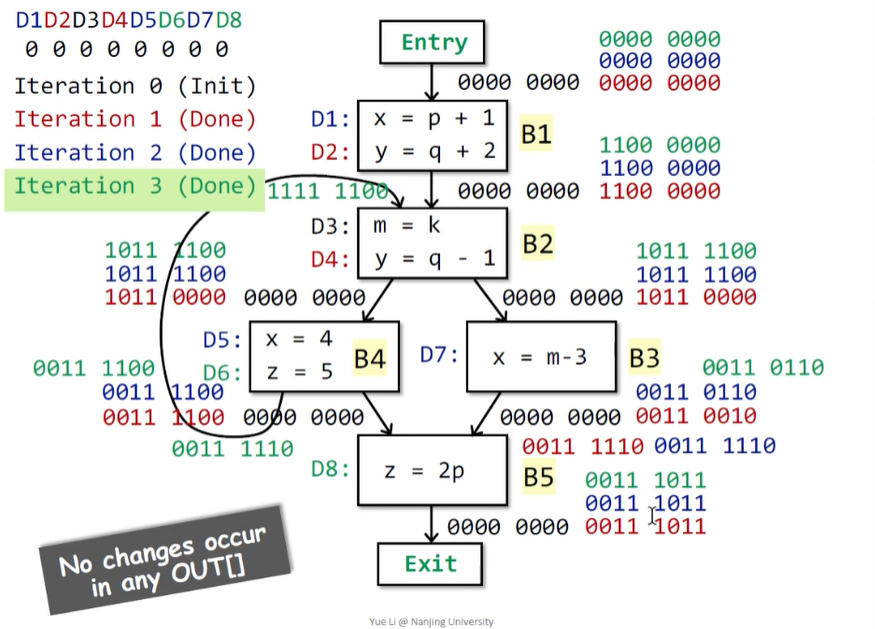 D1D2D3D4D5D6D7D8
0 0 0 0 0 0 0 0
Iteration 0 (Init)
Iteration 1 (Done)
Iteration 2 (Done)
Iteration 3 (Done)
Entry
0000 0000
0000 0000
0000 0000
0000 0000
D1: x = p + 1
D2: y = q + 2
B1
1100 0000
1100 0000
0000 0000 1100 0000
1111 1100
D3: m = k
D4: y = q - 1
B2
1011 1100
1011 1100
1011 0000 0000 0000
1011 1100
1011 1100
0000 0000 1011 0000
D5: x = 4
D6: z = 5
B4
D7: x = m-3
B3
0011 1100
0011 1100
0011 1100 0000 0000
0011 0110
0011 0110
0000 0000 0011 0010
0011 1110
0011 1110 0011 1110
D8: z = 2p
B5
0011 1011
0011 1011
0000 0000 0011 1011
Exit
No changes occur
in any OUT[]
Yue Li @ Nanjing University